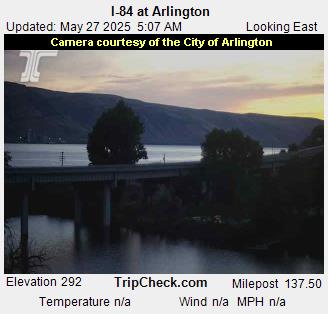 I-84 at Arlington
Updated: May 27 2025 5:07 AM Looking East
Camera courtesy of the City of Arlington
Elevation 292 TripCheck.com Milepost 137.50
Temperature n/a Wind n/a MPH n/a